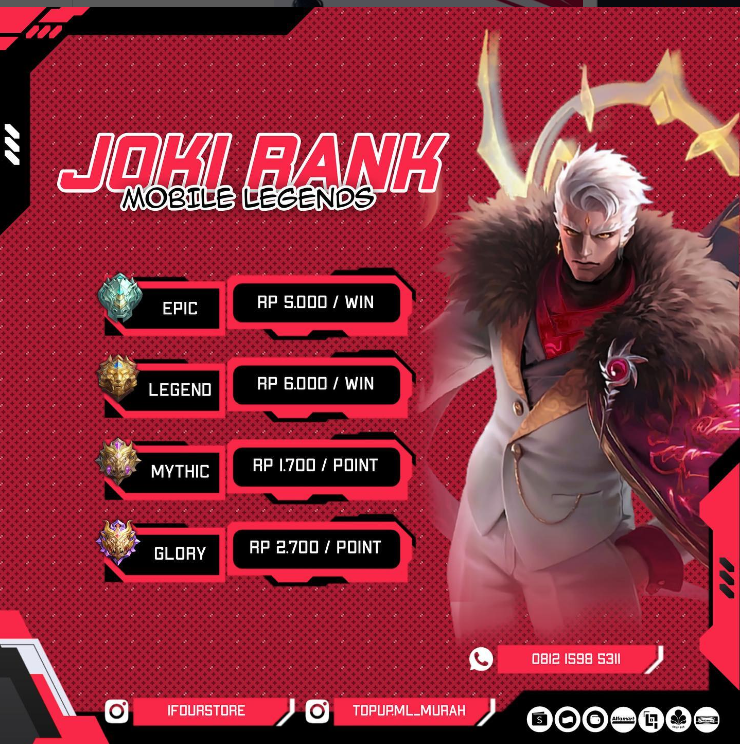 JOKI RANK
MOBILE LEGENDS
EPIC
RP 5.000 / WIN
LEGEND
RP 6.000 / WIN
MYTHIC
RP 1.700 / POINT
GLORY
RP 2.700 / POINT
0812 1598 5311
IFOURSTORE
TOPUPML_MURAH
S
Alfamart